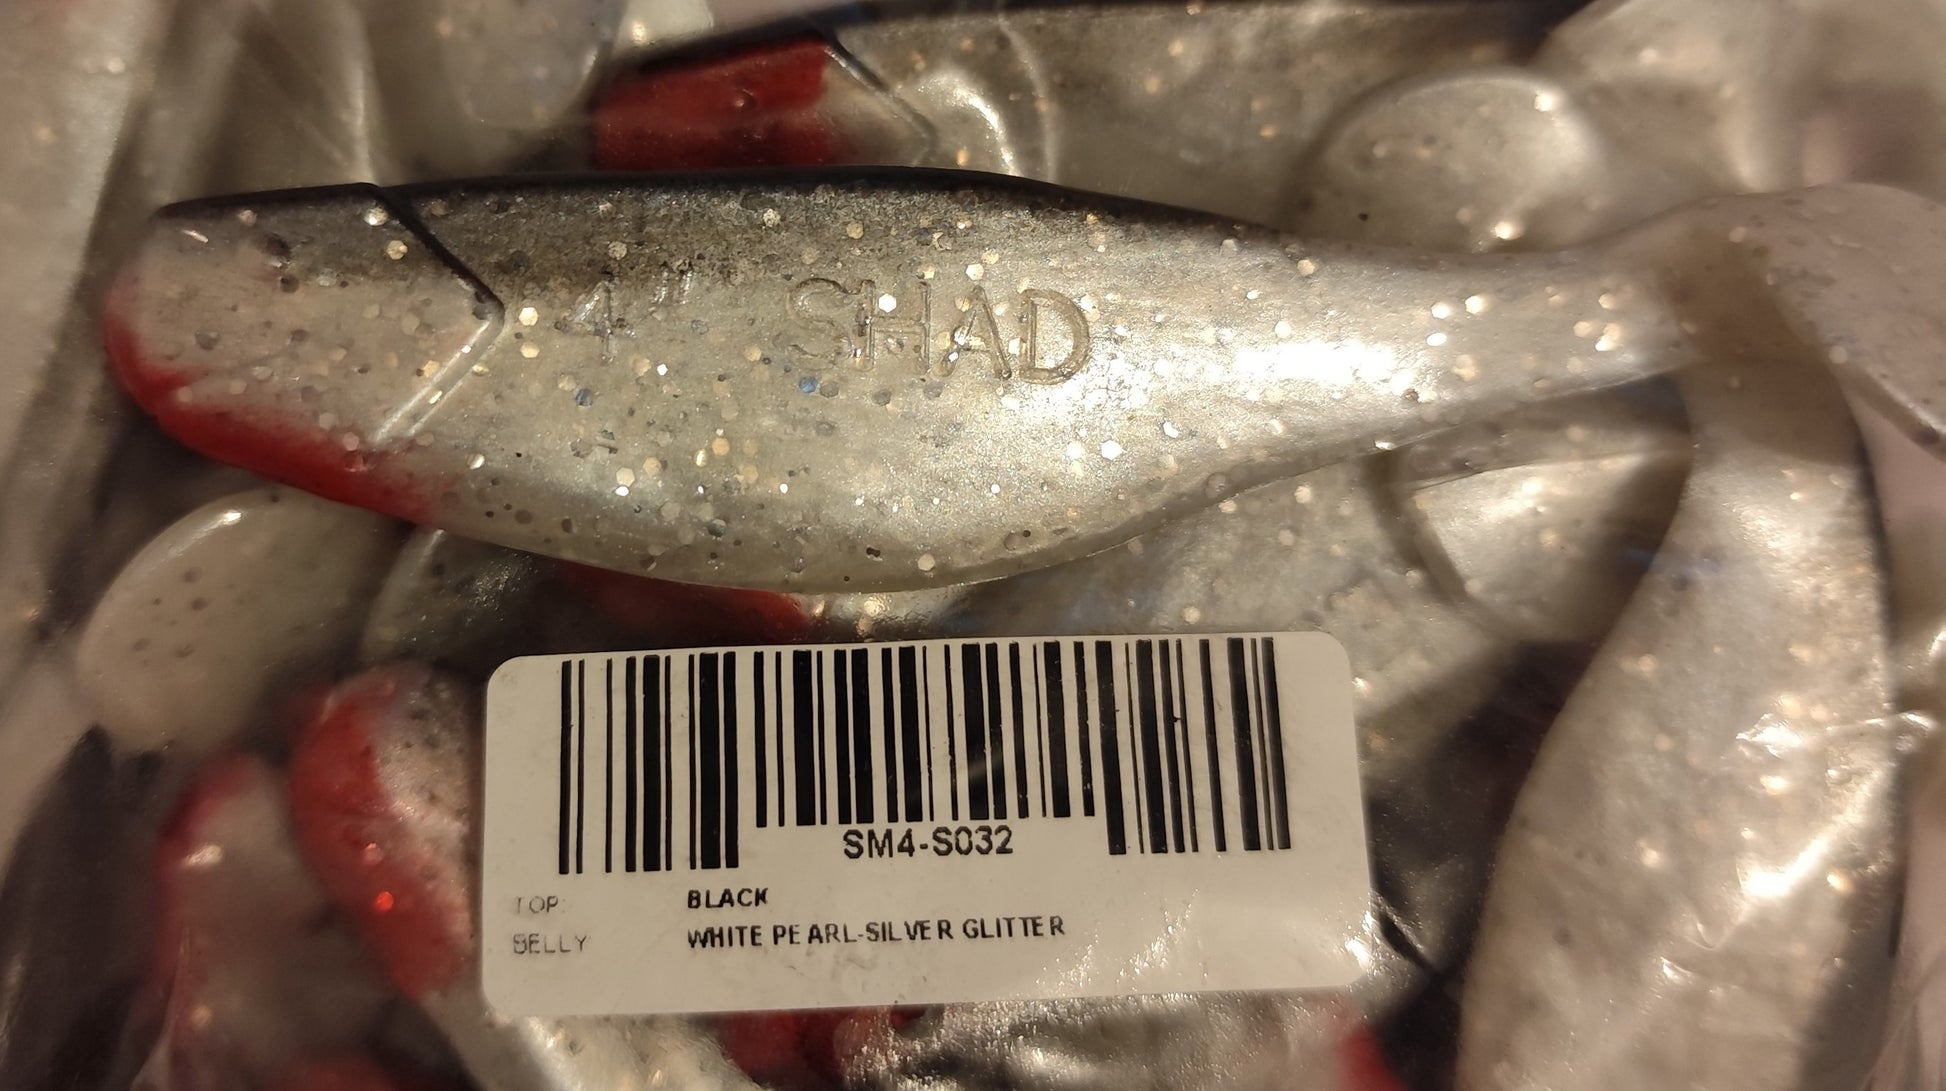 4" SHAD
SM4-S032
TOP: BLACK
BELLY WHITE PEARL-SILVER GLITTER